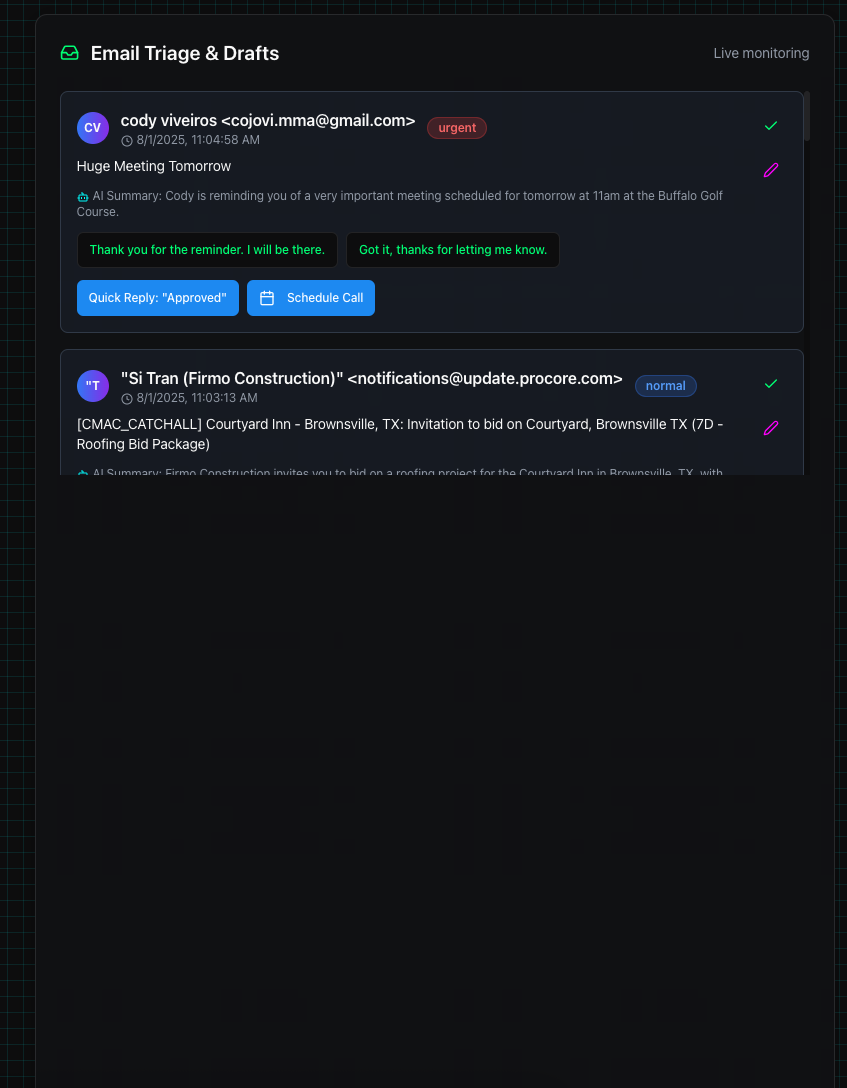 Email Triage & Drafts
Live monitoring
CV
cody viveiros <cojovi.mma@gmail.com>
urgent
8/1/2025, 11:04:58 AM
Huge Meeting Tomorrow
AI Summary: Cody is reminding you of a very important meeting scheduled for tomorrow at 11am at the Buffalo Golf
Course.
Thank you for the reminder. I will be there.
Got it, thanks for letting me know.
Quick Reply: "Approved"
Schedule Call
"T
"Si Tran (Firmo Construction)" <notifications@update.procore.com>
normal
8/1/2025, 11:03:13 AM
[CMAC_CATCHALL] Courtyard Inn - Brownsville, TX: Invitation to bid on Courtyard, Brownsville TX (7D -
Roofing Bid Package)
AI Summary: Firmo Construction invites you to bid on a roofing project for the Courtyard Inn in Brownsville, TX, with